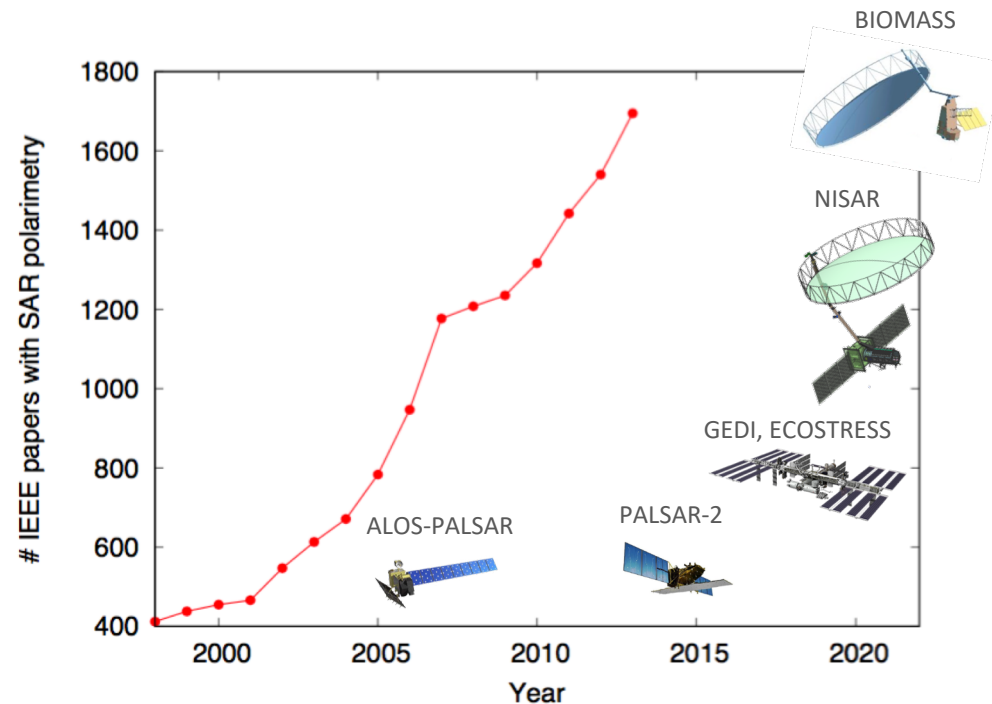 BIOMASS
1800
1600
1400
1200
1000
800
600
400
# IEEE papers with SAR polarimetry
NISAR
GEDI, ECOSTRESS
ALOS-PALSAR
PALSAR-2
2000 2005 2010 2015 2020
Year